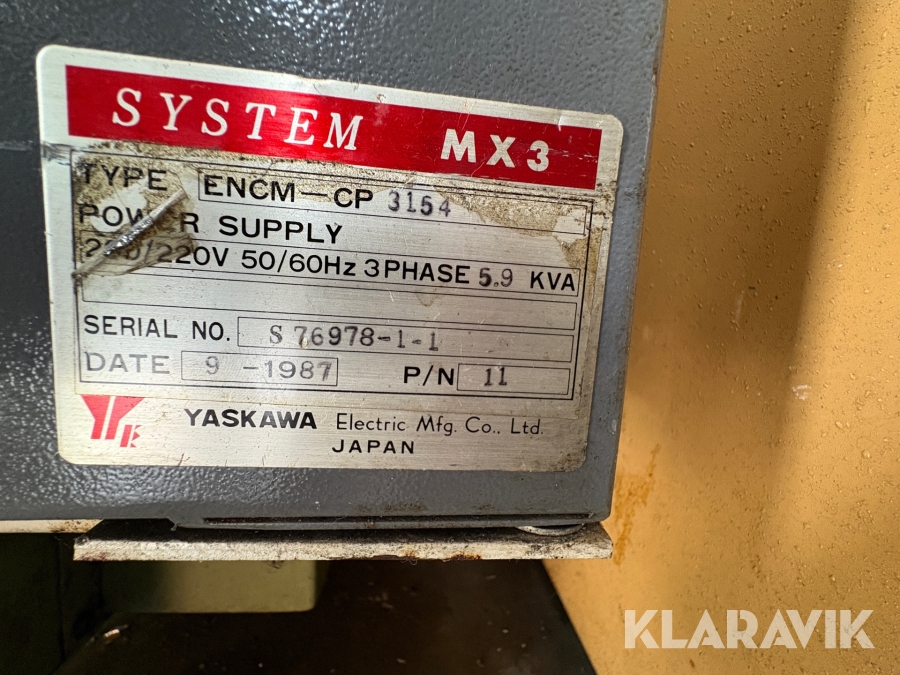 SYSTEM MX3
TYPE ENCM-CP 3154
POWER SUPPLY
/220V 50/60Hz 3PHASE 5.9 KVA
SERIAL NO. S 76978-1-1
DATE 9 -1987 P/N 11
YASKAWA Electric Mfg. Co., Ltd.
JAPAN
KLARAVIK